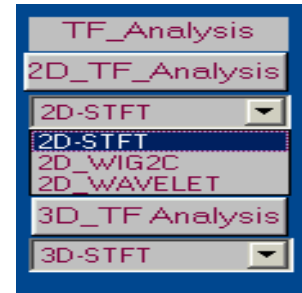 TF_Analysis
2D_TF_Analysis
2D-STFT
2D-STFT
2D_WIG2C
2D_WAVELET
3D_TF Analysis
3D-STFT